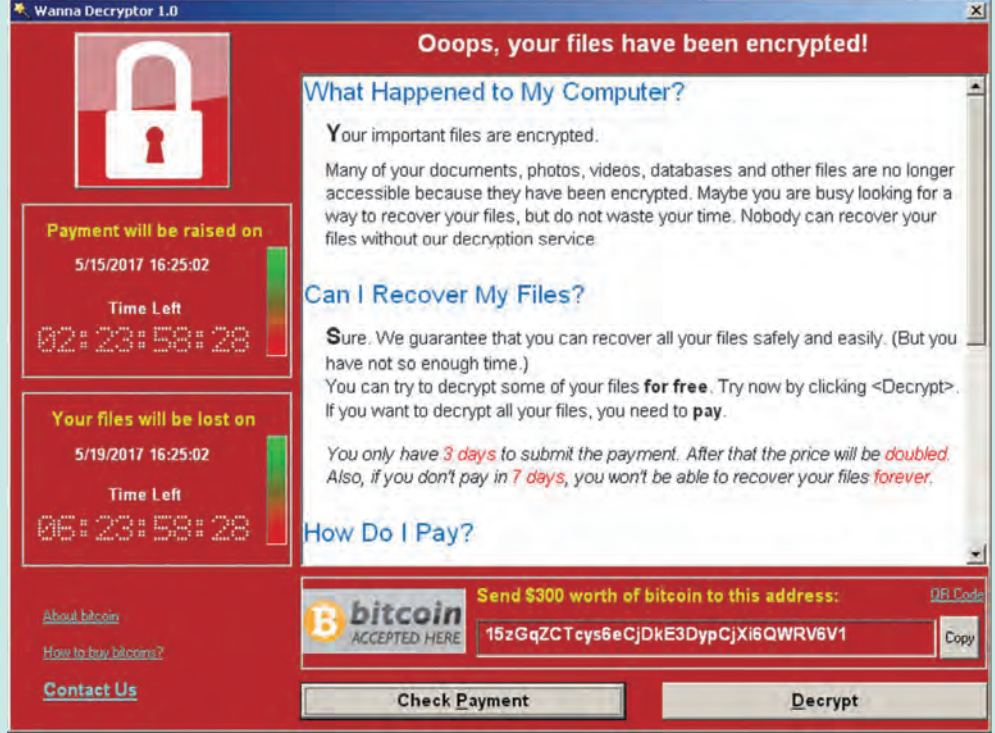 Wanna Decryptor 1.0
Ooops, your files have been encrypted!
Payment will be raised on
5/15/2017 16:25:02
Time Left
02:23:58:28
Your files will be lost on
5/19/2017 16:25:02
Time Left
06:23:58:28
About bitcoin
How to buy bitcoins?
Contact Us
What Happened to My Computer?
Your important files are encrypted.
Many of your documents, photos, videos, databases and other files are no longer
accessible because they have been encrypted. Maybe you are busy looking for a
way to recover your files, but do not waste your time. Nobody can recover your
files without our decryption service
Can I Recover My Files?
Sure. We guarantee that you can recover all your files safely and easily. (But you
have not so enough time.)
You can try to decrypt some of your files for free. Try now by clicking <Decrypt>.
If you want to decrypt all your files, you need to pay.
You only have 3 days to submit the payment. After that the price will be doubled.
Also, if you don't pay in 7 days, you won't be able to recover your files forever.
How Do I Pay?
bitcoin
ACCEPTED HERE
Send $300 worth of bitcoin to this address:
QR Code
15zGqZCTcys6eCjDkE3DypCjXi6QWRV6V1
Copy
Check Payment
Decrypt